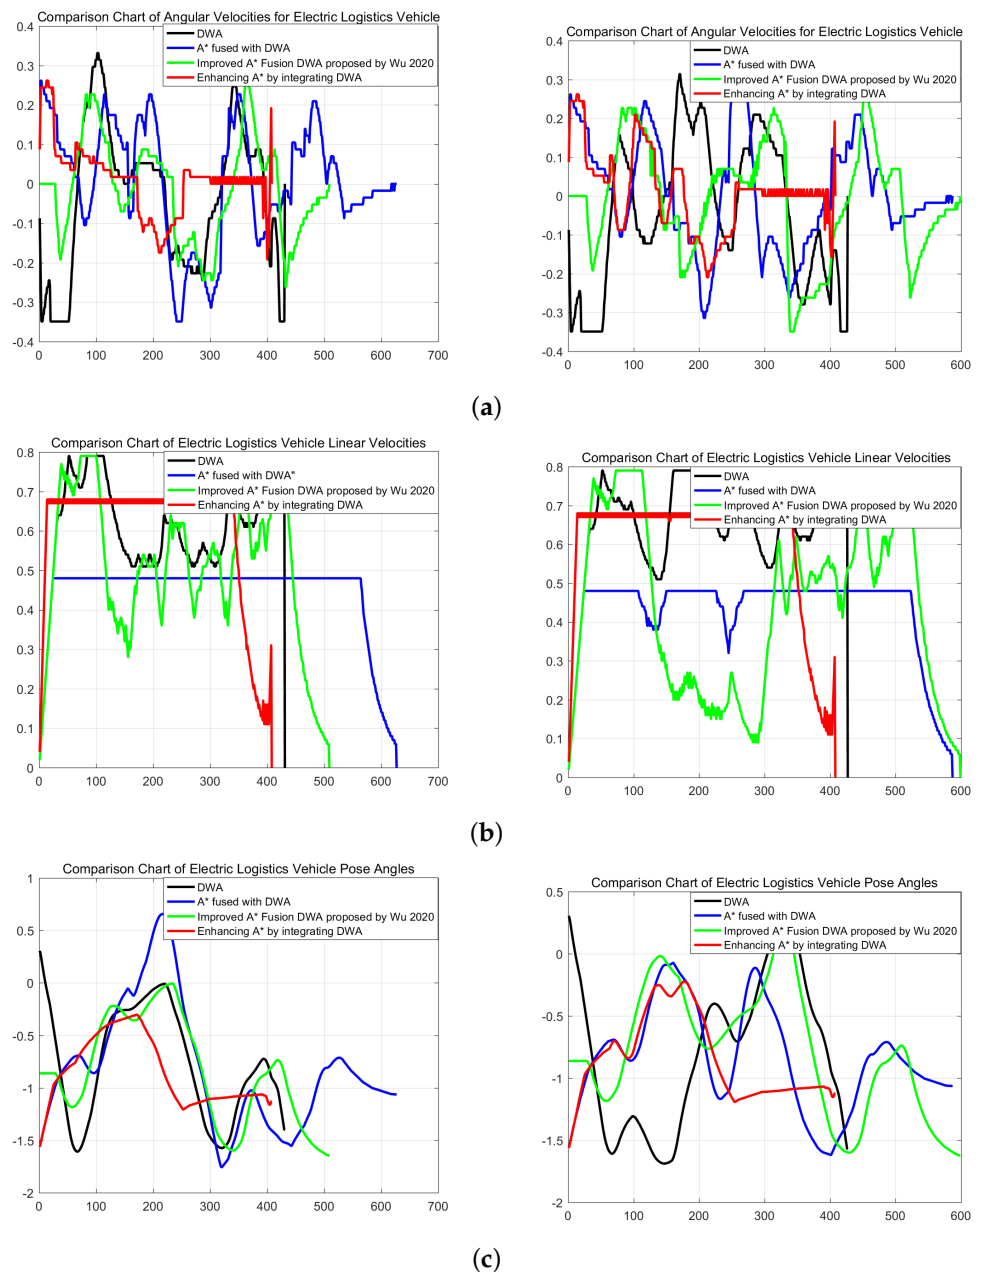 Comparison Chart of Angular Velocities for Electric Logistics Vehicle
DWA
A* fused with DWA
Improved A* Fusion DWA proposed by Wu 2020
Enhancing A* by integrating DWA
0.4
0.3
0.2
0.1
0
-0.1
-0.2
-0.3
-0.4
0 100 200 300 400 500 600 700
Comparison Chart of Angular Velocities for Electric Logistics Vehicle
DWA
A* fused with DWA
Improved A* Fusion DWA proposed by Wu 2020
Enhancing A* by integrating DWA
0.4
0.3
0.2
0.1
0
-0.1
-0.2
-0.3
-0.4
0 100 200 300 400 500 600
(a)
Comparison Chart of Electric Logistics Vehicle Linear Velocities
DWA
A* fused with DWA"
Improved A* Fusion DWA proposed by Wu 2020
Enhancing A* by integrating DWA
0.8
0.7
0.6
0.5
0.4
0.3
0.2
0.1
0
0 100 200 300 400 500 600 700
Comparison Chart of Electric Logistics Vehicle Linear Velocities
DWA
A* fused with DWA
Improved A* Fusion DWA proposed by Wu 2020
Enhancing A* by integrating DWA
0.8
0.7
0.6
0.5
0.4
0.3
0.2
0.1
0
0 100 200 300 400 500 600
(b)
Comparison Chart of Electric Logistics Vehicle Pose Angles
DWA
A* fused with DWA
Improved A* Fusion DWA proposed by Wu 2020
Enhancing A* by integrating DWA
1
0.5
0
-0.5
-1
-1.5
-2
0 100 200 300 400 500 600 700
Comparison Chart of Electric Logistics Vehicle Pose Angles
DWA
A* fused with DWA
Improved A* Fusion DWA proposed by Wu 2020
Enhancing A* by integrating DWA
0.5
0
-0.5
-1
-1.5
-2
0 100 200 300 400 500 600
(c)